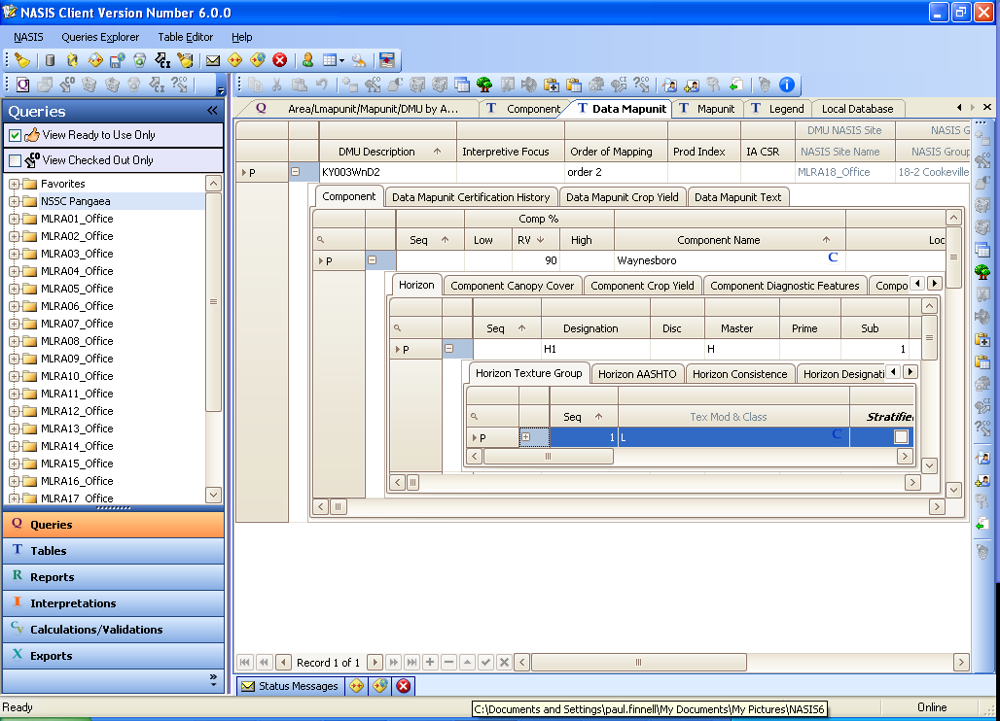 NASIS Client Version Number 6.0.0
NASIS Queries Explorer Table Editor Help
Queries
View Ready to Use Only
View Checked Out Only
Favorites
NSSC Pangaea
MLRA01_Office
MLRA02_Office
MLRA03_Office
MLRA04_Office
MLRA05_Office
MLRA06_Office
MLRA07_Office
MLRA08_Office
MLRA09_Office
MLRA10_Office
MLRA11_Office
MLRA12_Office
MLRA13_Office
MLRA14_Office
MLRA15_Office
MLRA16_Office
MLRA17_Office
Q Queries
T Tables
R Reports
I Interpretations
CV Calculations/Validations
X Exports
Q Area/Lmapunit/Mapunit/DMU by A... T Component T Data Mapunit T Mapunit T Legend Local Database
DMU NASIS Site NASIS G
DMU Description Interpretive Focus Order of Mapping Prod Index IA CSR NASIS Site Name NASIS Group
P KY003WnD2 order 2 MLRA18_Office 18-2 Cookeville
Component Data Mapunit Certification History Data Mapunit Crop Yield Data Mapunit Text
Comp %
Seq Low RV High Component Name Loc
P 90 Waynesboro C
Horizon Component Canopy Cover Component Crop Yield Component Diagnostic Features Compo
Seq Designation Disc Master Prime Sub
P H1 H 1
Horizon Texture Group Horizon AASHTO Horizon Consistence Horizon Designati
Seq Tex Mod & Class Stratified
P 1 L C
Record 1 of 1
Status Messages
Ready C:\Documents and Settings\paul.finnell\My Documents\My Pictures\NASIS6 Online